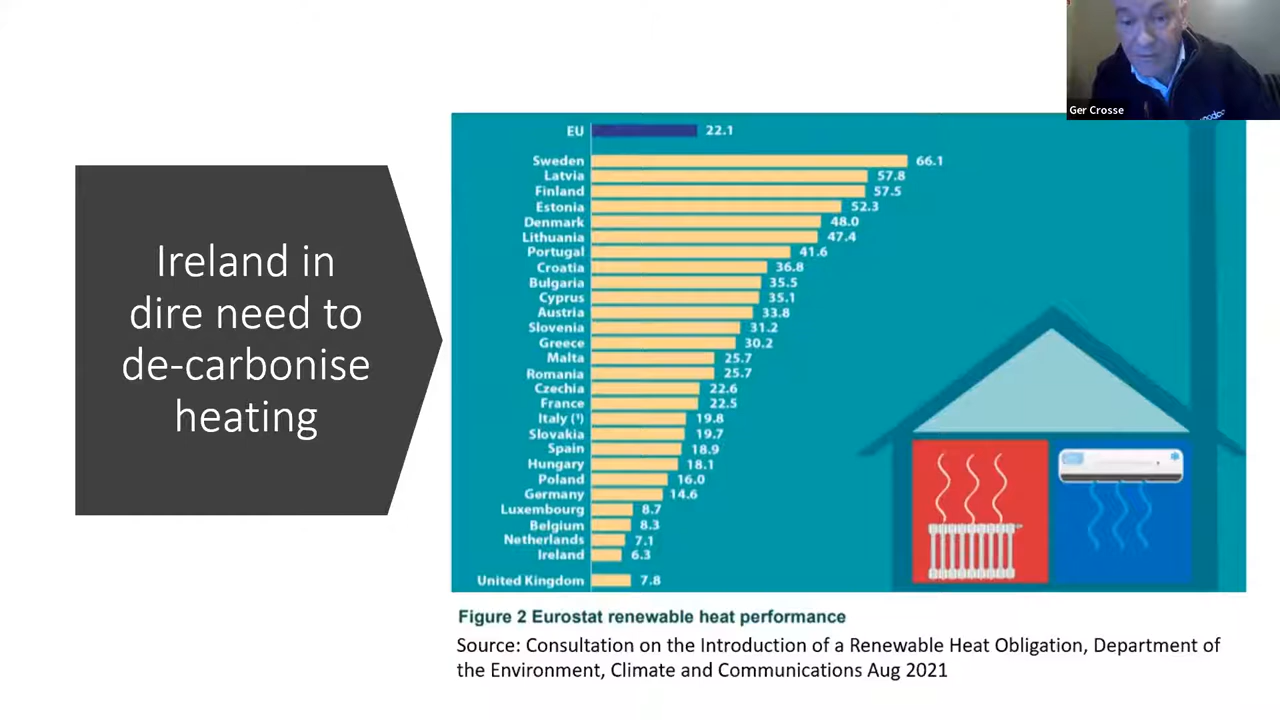 Ger Crosse
Ireland in
dire need to
de-carbonise
heating
EU 22.1
Sweden 66.1
Latvia 57.8
Finland 57.5
Estonia 52.3
Denmark 48.0
Lithuania 47.4
Portugal 41.6
Croatia 36.8
Bulgaria 35.5
Cyprus 35.1
Austria 33.8
Slovenia 31.2
Greece 30.2
Malta 25.7
Romania 25.7
Czechia 22.6
France 22.5
Italy (¹) 19.8
Slovakia 19.7
Spain 18.9
Hungary 18.1
Poland 16.0
Germany 14.6
Luxembourg 8.7
Belgium 8.3
Netherlands 7.1
Ireland 6.3
United Kingdom 7.8
Figure 2 Eurostat renewable heat performance
Source: Consultation on the Introduction of a Renewable Heat Obligation, Department of
the Environment, Climate and Communications Aug 2021